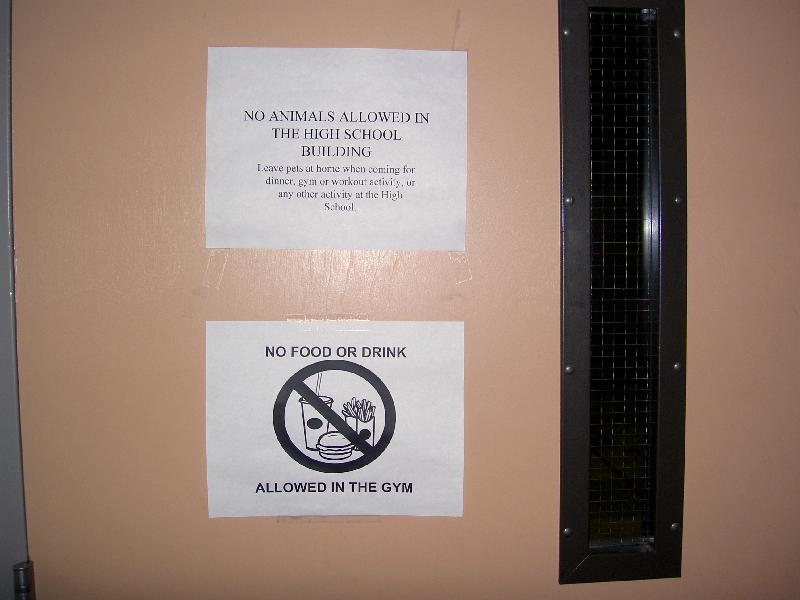 NO ANIMALS ALLOWED IN
THE HIGH SCHOOL
BUILDING
Leave pets at home when coming for
dinner, gym or workout activity, or
any other activity at the High
School.
NO FOOD OR DRINK
ALLOWED IN THE GYM